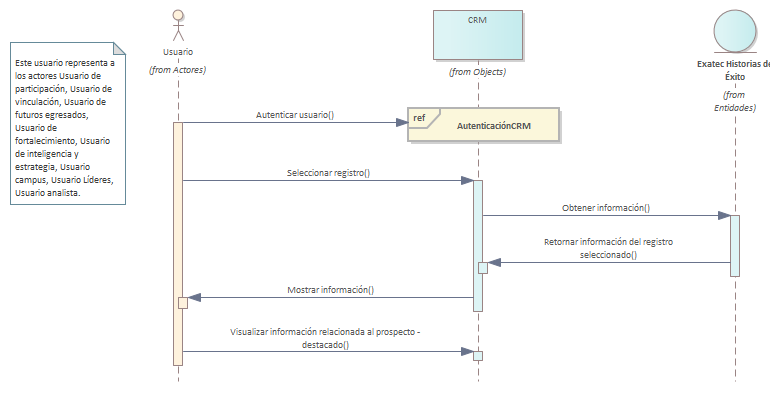 CRM
Usuario
(from Actores)
(from Objects)
Exatec Historias de
Éxito
(from
Entidades)
Este usuario representa a
los actores Usuario de
participación, Usuario de
vinculación, Usuario de
futuros egresados,
Usuario de
fortalecimiento, Usuario
de inteligencia y
estrategia, Usuario
campus, Usuario Líderes,
Usuario analista.
Autenticar usuario()
ref
AutenticaciónCRM
Seleccionar registro()
Obtener información()
Retornar información del registro
seleccionado()
Mostrar información()
Visualizar información relacionada al prospecto -
destacado()